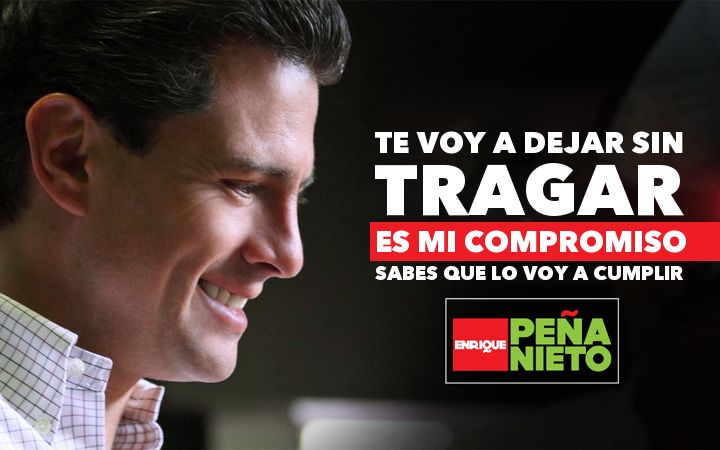 TE VOY A DEJAR SIN
TRAGAR
ES MI COMPROMISO
SABES QUE LO VOY A CUMPLIR
ENRIQUE
PEÑA
NIETO